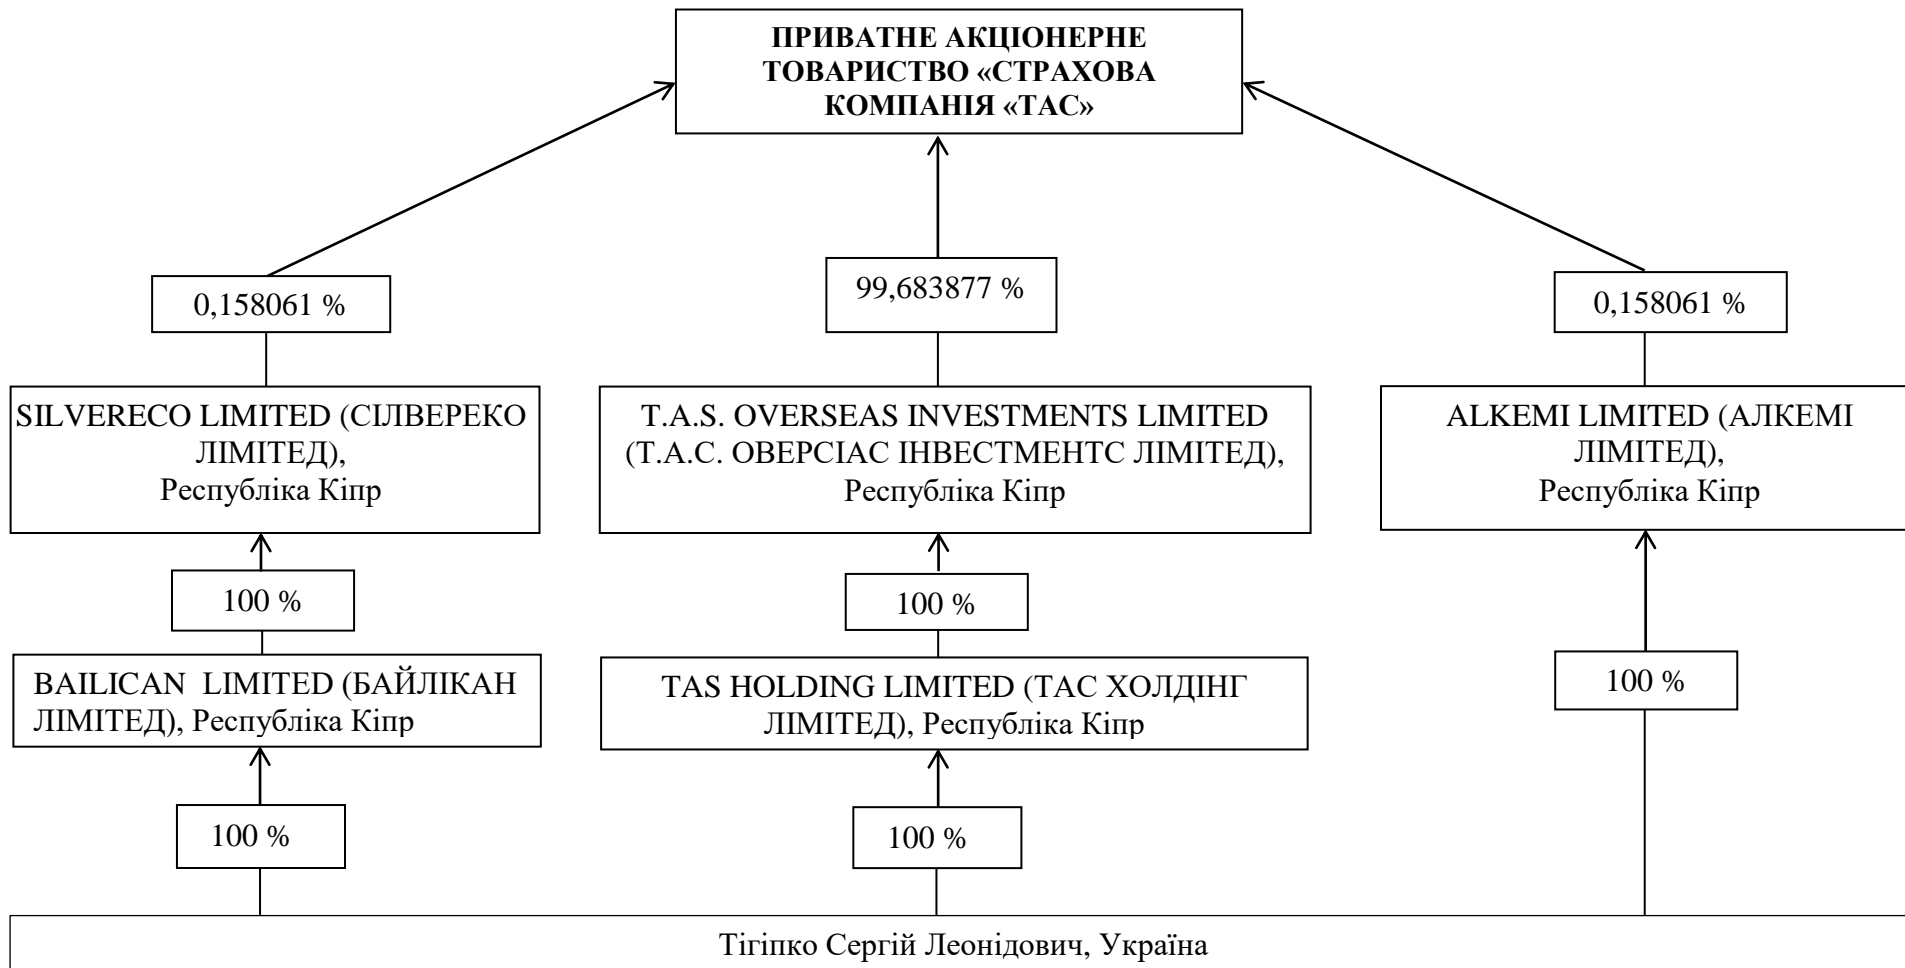 ПРИВАТНЕ АКЦІОНЕРНЕ
ТОВАРИСТВО «СТРАХОВА
КОМПАНІЯ «ТАС»
0,158061 %
99,683877 %
0,158061 %
SILVERECO LIMITED (СІЛВЕРЕКО
ЛІМІТЕД),
Республіка Кіпр
T.A.S. OVERSEAS INVESTMENTS LIMITED
(Т.А.С. ОВЕРСІАС ІНВЕСТМЕНТС ЛІМІТЕД),
Республіка Кіпр
ALKEMI LIMITED (АЛКЕМІ
ЛІМІТЕД),
Республіка Кіпр
100 %
100 %
BAILICAN LIMITED (БАЙЛІКАН
ЛІМІТЕД), Республіка Кіпр
TAS HOLDING LIMITED (ТАС ХОЛДІНГ
ЛІМІТЕД), Республіка Кіпр
100 %
100 %
100 %
Тігіпко Сергій Леонідович, Україна